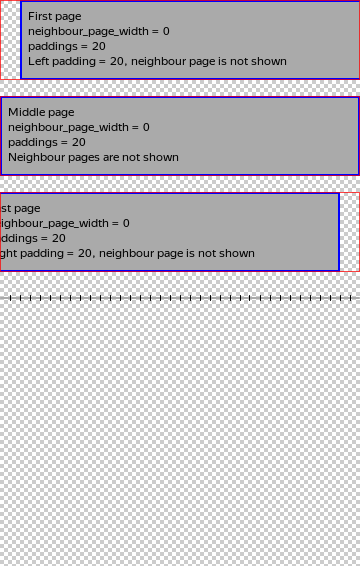 First page
neighbour_page_width = 0
paddings = 20
Left padding = 20, neighbour page is not shown
Middle page
neighbour_page_width = 0
paddings = 20
Neighbour pages are not shown
st page
ighbour_page_width = 0
ddings = 20
ght padding = 20, neighbour page is not shown